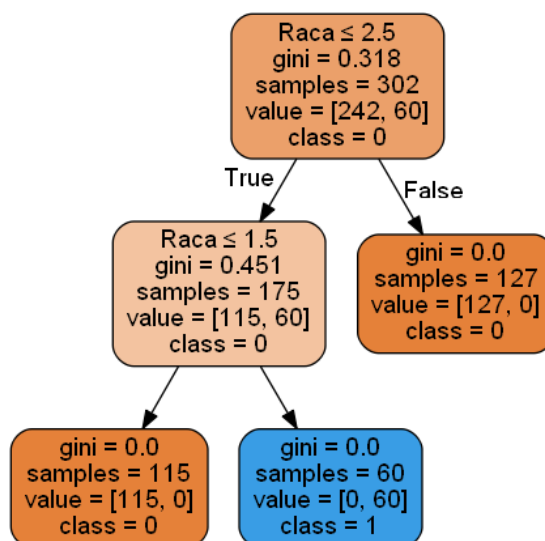 Raca ≤ 2.5
gini = 0.318
samples = 302
value = [242, 60]
class = 0
True
False
Raca ≤ 1.5
gini = 0.451
samples = 175
value = [115, 60]
class = 0
gini = 0.0
samples = 127
value = [127, 0]
class = 0
gini = 0.0
samples = 115
value = [115, 0]
class = 0
gini = 0.0
samples = 60
value = [0, 60]
class = 1